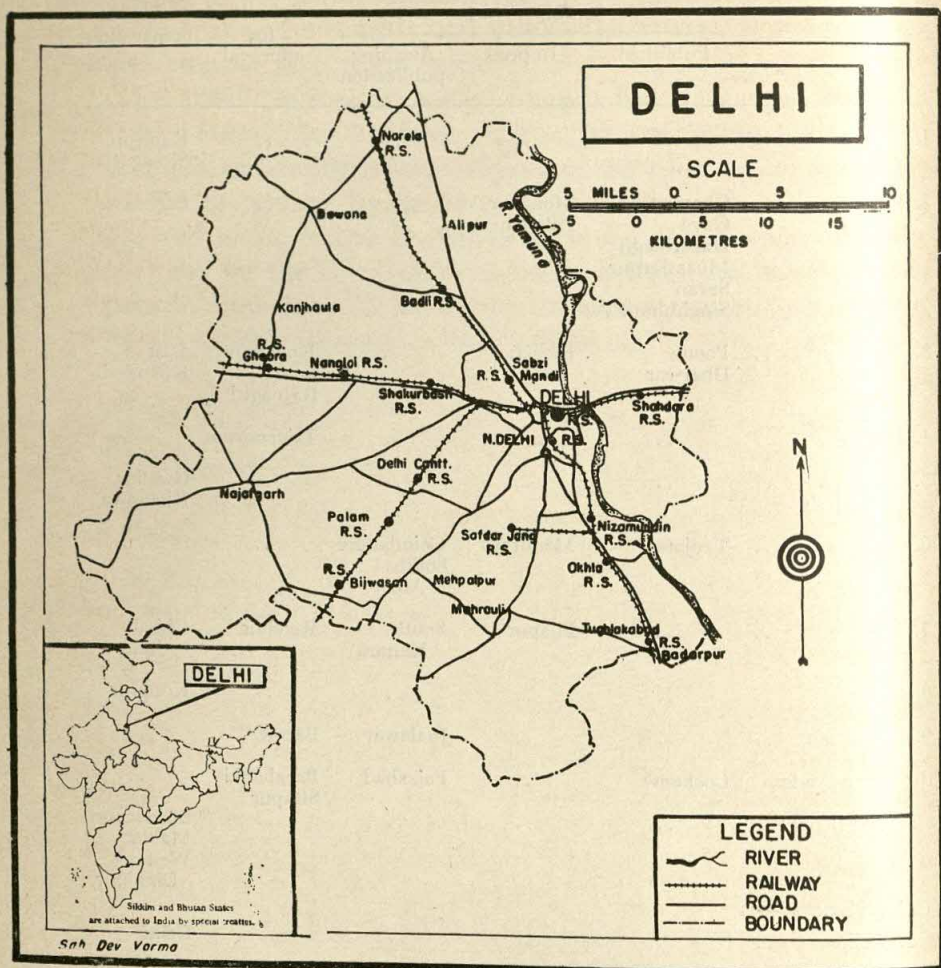 DELHI
SCALE
5 MILES 0 5 10
5 0 5 10 15
KILOMETRES
Narela
R.S.
Bawana
Alipur
R. Yamuna
Badli R.S.
Kanjhaula
R.S.
Gheora
Nangloi R.S.
Sabzi
Mandi
R.S.
Shakurbasti
R.S.
DELHI
R.S.
Shahdara
R.S.
N.DELHI
R.S.
Delhi Cantt.
R.S.
Najafgarh
Palam
R.S.
Safdar Jang
R.S.
Nizamuddin
R.S.
Okhla
R.S.
R.S.
Bijwasan
Mehpalpur
Mahrauli
Tughlakabad
R.S.
Badarpur
N
DELHI
Sikkim and Bhutan States
are attached to India by special treaties.
LEGEND
RIVER
RAILWAY
ROAD
BOUNDARY
Sah Dev Varma